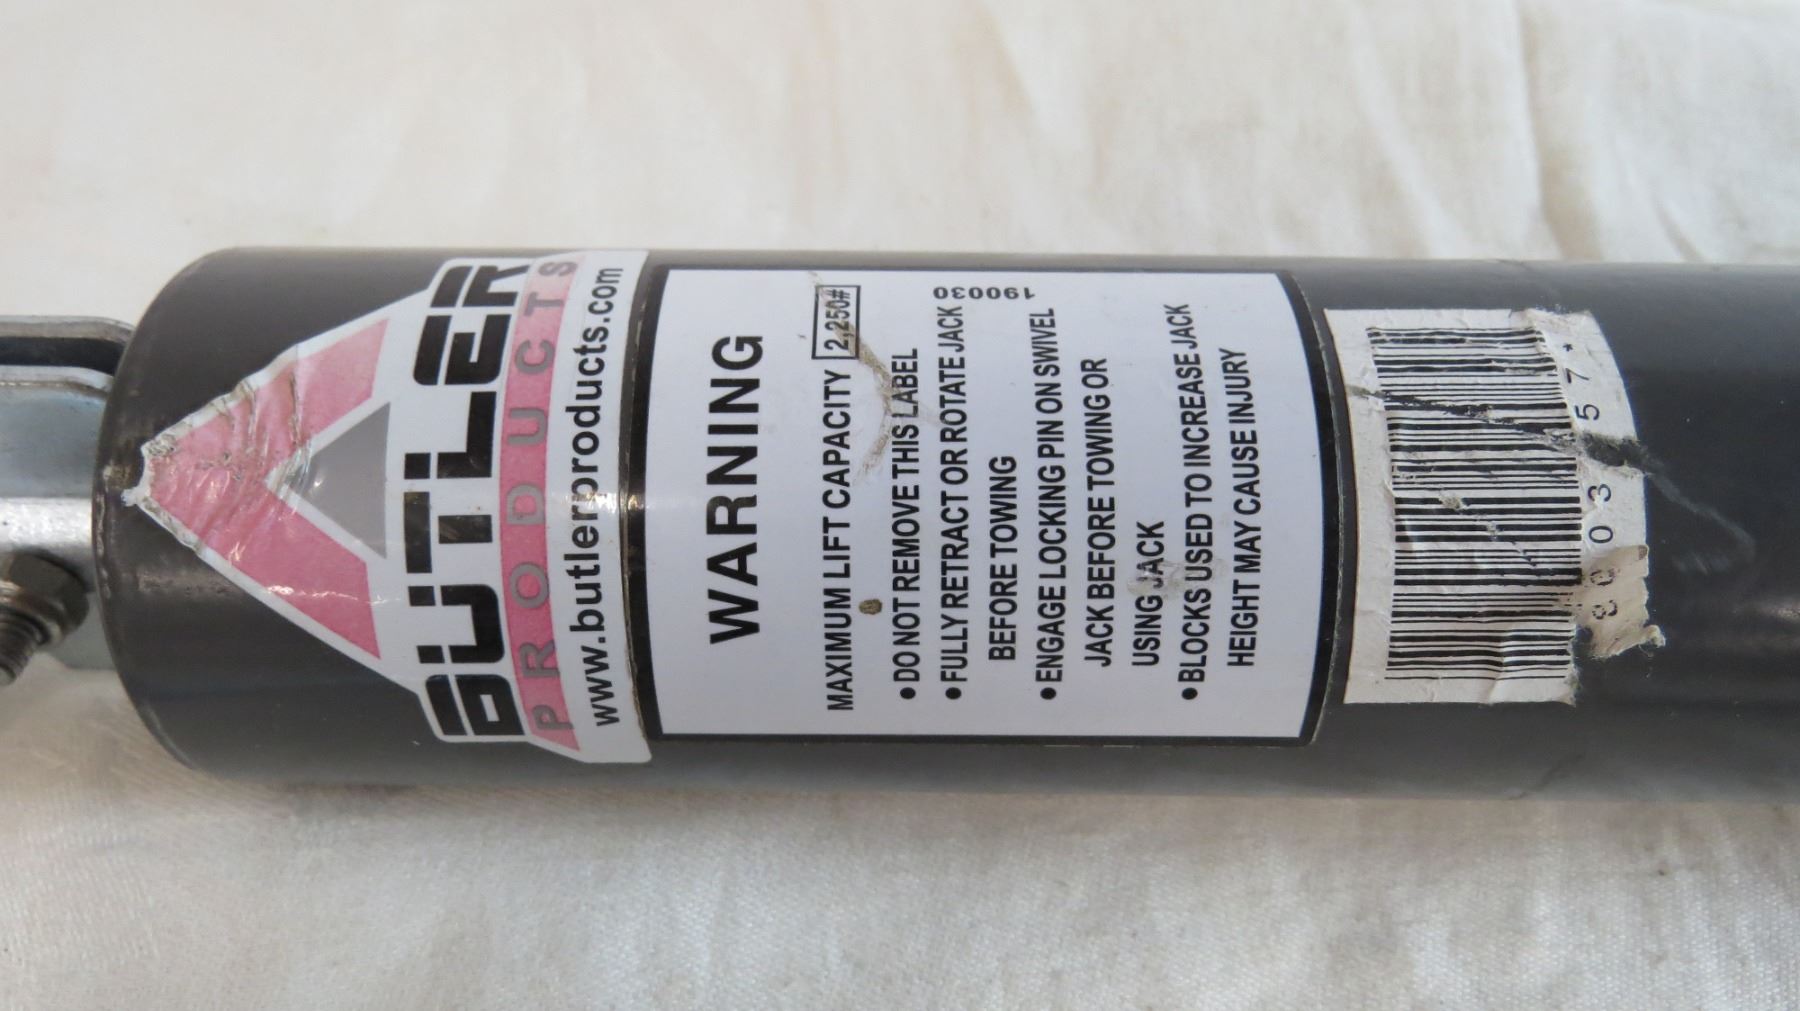 BÜTLER
PRODUCTS
www.butlerproducts.com
WARNING
MAXIMUM LIFT CAPACITY 2,250#
• DO NOT REMOVE THIS LABEL
• FULLY RETRACT OR ROTATE JACK
BEFORE TOWING
• ENGAGE LOCKING PIN ON SWIVEL
JACK BEFORE TOWING OR
USING JACK
• BLOCKS USED TO INCREASE JACK
HEIGHT MAY CAUSE INJURY
190030